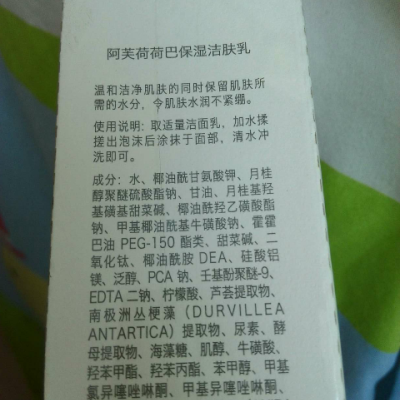 阿芙荷荷巴保湿洁肤乳
温和洁净肌肤的同时保留肌肤所
需的水分，令肌肤水润不紧绷。
使用说明：取适量洁面乳，加水揉
搓出泡沫后涂抹于面部，清水冲
洗即可。
成分：水、椰油酰甘氨酸钾、月桂
醇聚醚硫酸酯钠、甘油、月桂基羟
基磺基甜菜碱、椰油酰羟乙磺酸酯
钠、甲基椰油酰基牛磺酸钠、霍霍
巴油 PEG-150 酯类、甜菜碱、二
氧化钛、椰油酰胺 DEA、硅酸铝
镁、泛醇、PCA 钠、壬基酚聚醚-9、
EDTA 二钠、柠檬酸、芦荟提取物、
南极洲丛梗藻（DURVILLEA
ANTARTICA）提取物、尿素、酵
母提取物、海藻糖、肌醇、牛磺酸、
羟苯甲酯、羟苯丙酯、苯甲醇、甲基
氯异噻唑啉酮、甲基异噻唑啉酮、